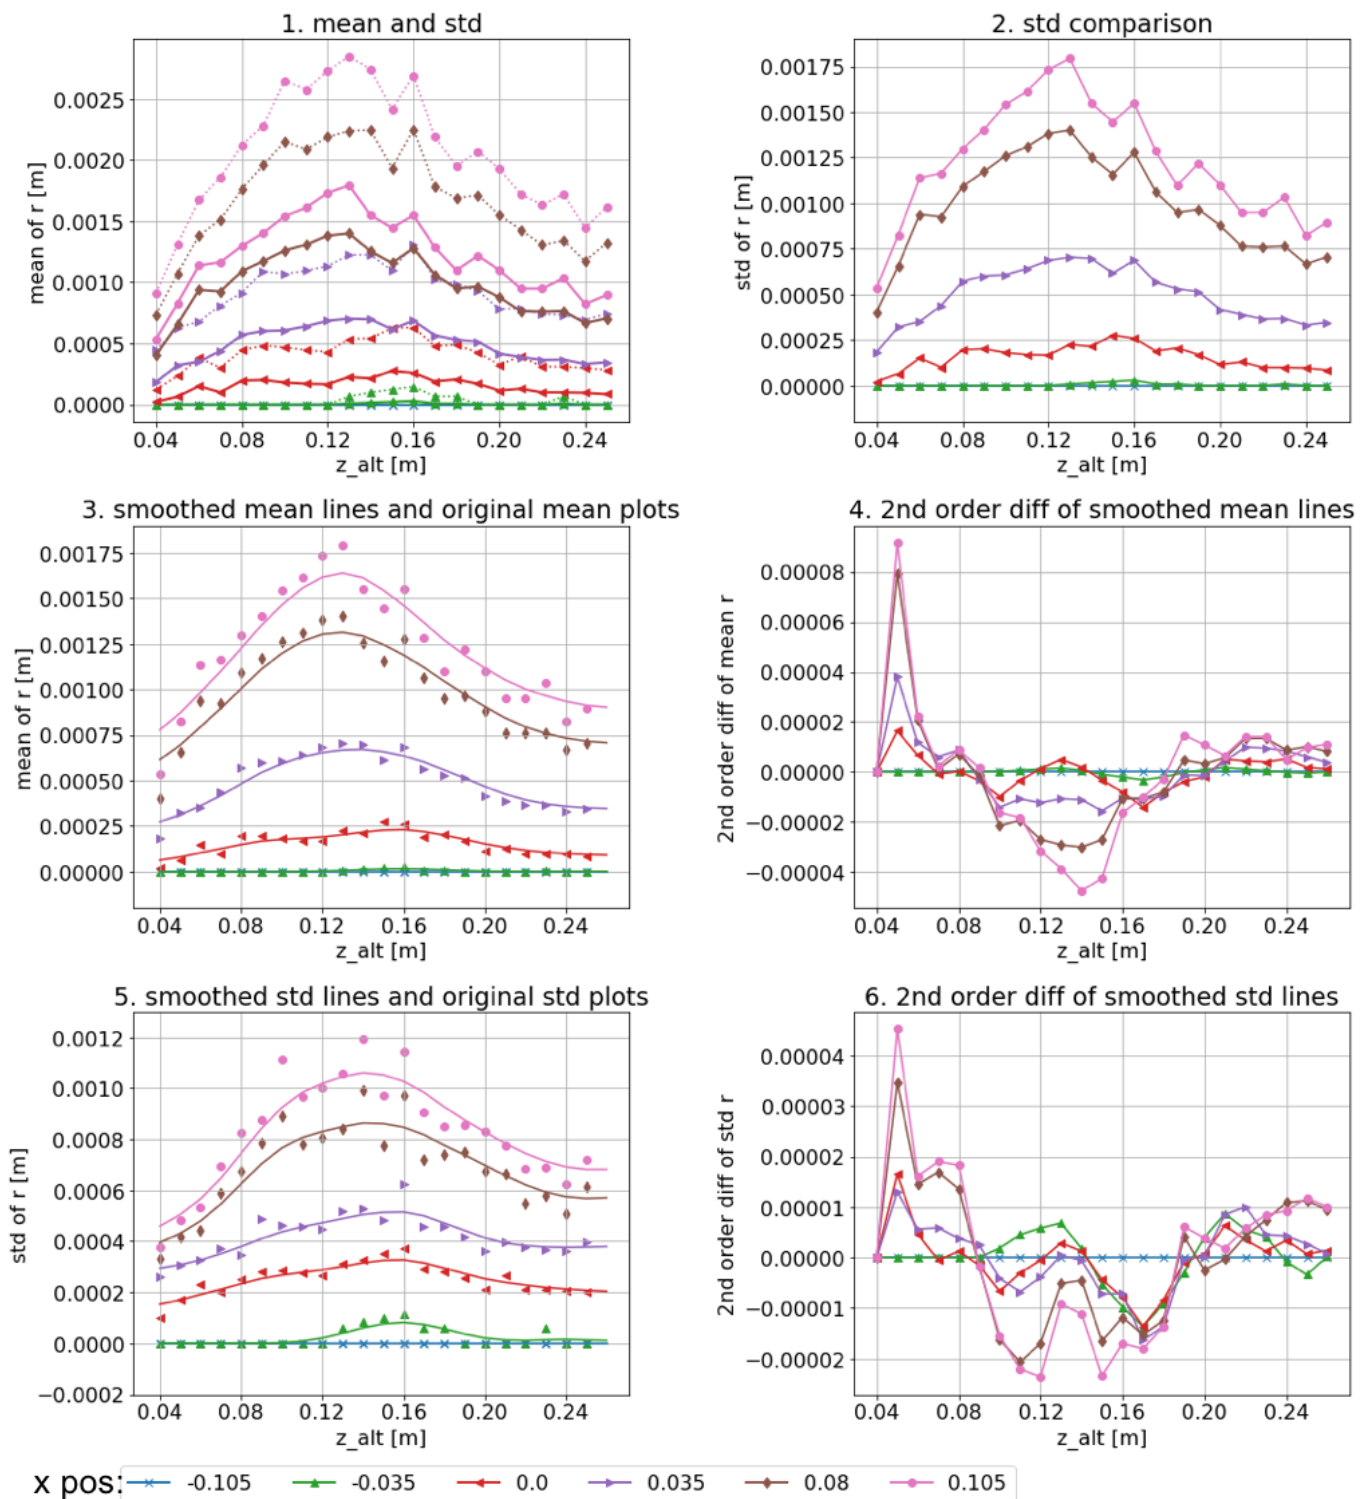 1. mean and std
mean of r [m]
0.0025
0.0020
0.0015
0.0010
0.0005
0.0000
0.04 0.08 0.12 0.16 0.20 0.24
z_alt [m]
2. std comparison
std of r [m]
0.00175
0.00150
0.00125
0.00100
0.00075
0.00050
0.00025
0.00000
0.04 0.08 0.12 0.16 0.20 0.24
z_alt [m]
3. smoothed mean lines and original mean plots
mean of r [m]
0.00175
0.00150
0.00125
0.00100
0.00075
0.00050
0.00025
0.00000
0.04 0.08 0.12 0.16 0.20 0.24
z_alt [m]
4. 2nd order diff of smoothed mean lines
2nd order diff of mean r
0.00008
0.00006
0.00004
0.00002
0.00000
−0.00002
−0.00004
0.04 0.08 0.12 0.16 0.20 0.24
z_alt [m]
5. smoothed std lines and original std plots
std of r [m]
0.0012
0.0010
0.0008
0.0006
0.0004
0.0002
0.0000
−0.0002
0.04 0.08 0.12 0.16 0.20 0.24
z_alt [m]
6. 2nd order diff of smoothed std lines
2nd order diff of std r
0.00004
0.00003
0.00002
0.00001
0.00000
−0.00001
−0.00002
0.04 0.08 0.12 0.16 0.20 0.24
z_alt [m]
x pos: -0.105 -0.035 0.0 0.035 0.08 0.105